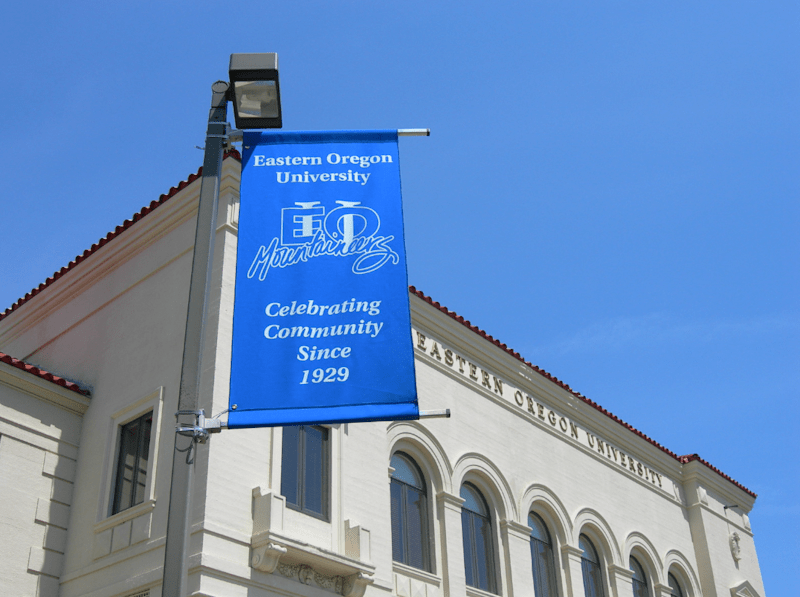 Eastern Oregon
University
EO
Mountaineers
Celebrating
Community
Since
1929
EASTERN OREGON UNIVERSITY